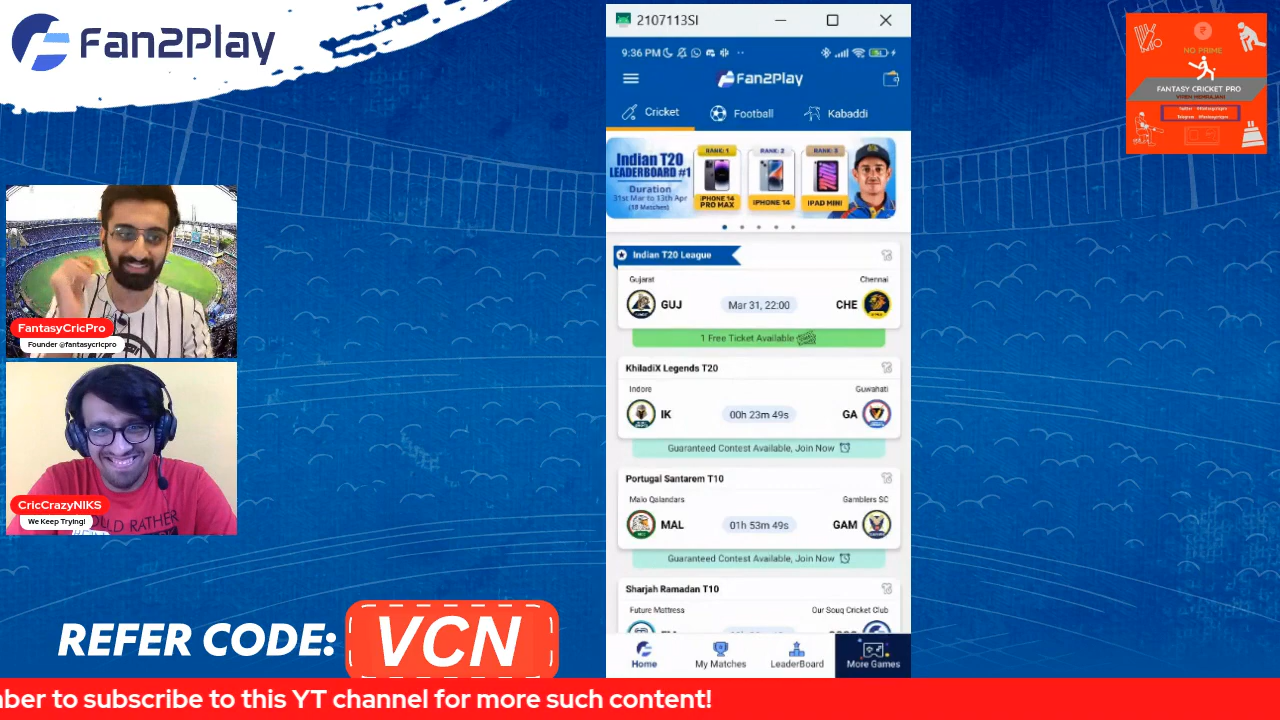 Fan2Play
FantasyCricPro
Founder @fantasycricpro
CricCrazyNIKS
We Keep Trying!
OULD RATHER
REFER CODE:
VCN
2107113SI
9:36 PM
Fan2Play
Cricket
Football
Kabaddi
Indian T20
LEADERBOARD #1
Duration
31st Mar to 13th Apr
(18 Matches)
RANK: 1
IPHONE 14
PRO MAX
RANK: 2
IPHONE 14
RANK: 3
IPAD MINI
Indian T20 League
Gujarat
Chennai
GUJ
Mar 31, 22:00
CHE
1 Free Ticket Available
KhiladiX Legends T20
Indore
Guwahati
IK
00h 23m 49s
GA
Guaranteed Contest Available, Join Now
Portugal Santarem T10
Malo Qalandars
Gamblers SC
MAL
01h 53m 49s
GAM
Guaranteed Contest Available, Join Now
Sharjah Ramadan T10
Future Mattress
Our Souq Cricket Club
Home
My Matches
LeaderBoard
More Games
NO PRIME
FANTASY CRICKET PRO
nber to subscribe to this YT channel for more such content!